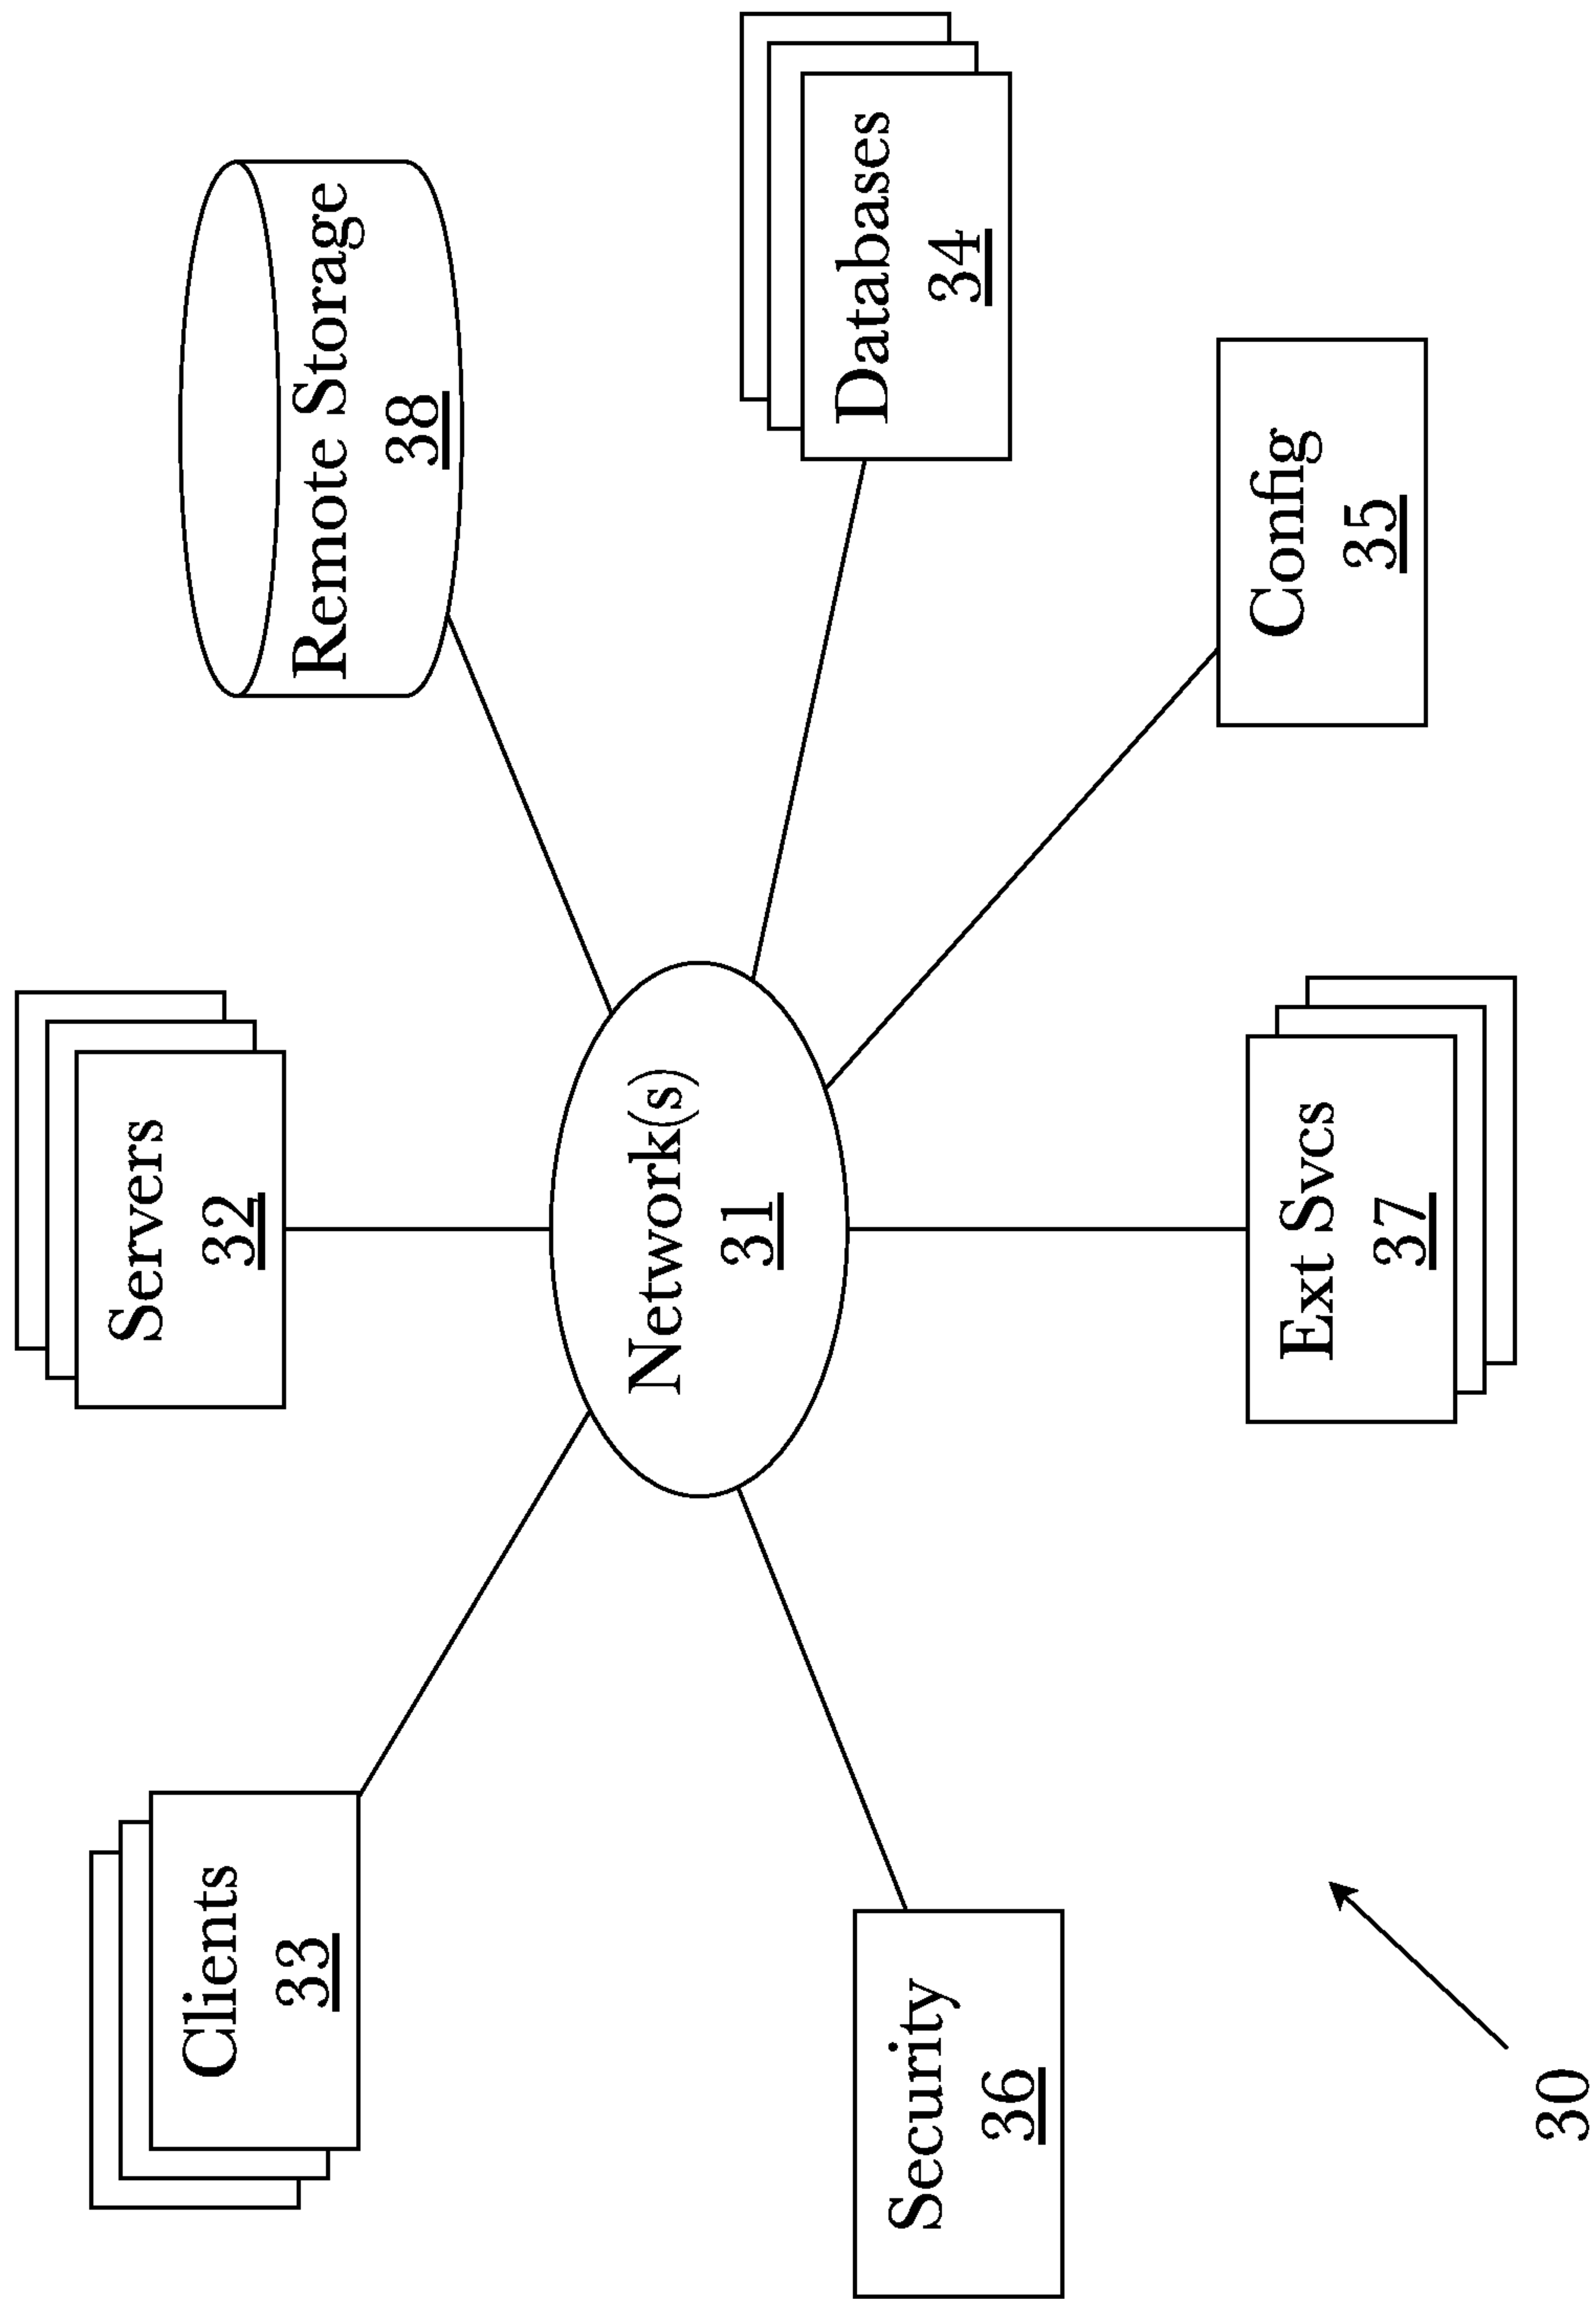 Servers
32
Clients
33
Remote Storage
38
Network(s)
31
Databases
34
Security
36
Config
35
Ext Svcs
37
30